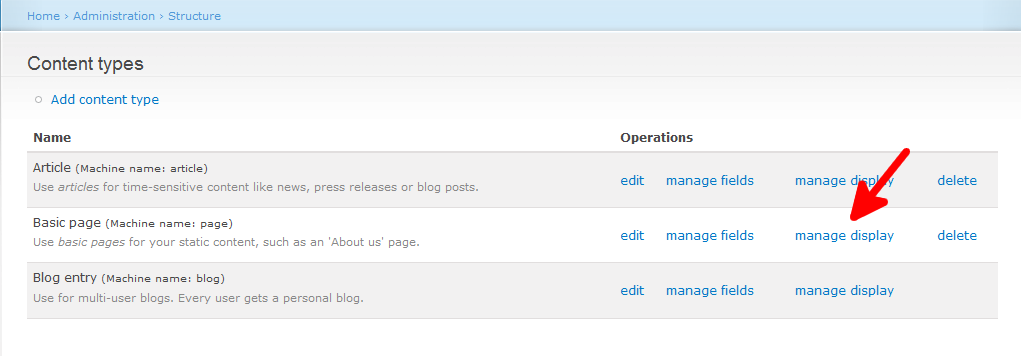 Home › Administration › Structure
Content types
Add content type
Name Operations
Article (Machine name: article)
Use articles for time-sensitive content like news, press releases or blog posts.
edit manage fields manage display delete
Basic page (Machine name: page)
Use basic pages for your static content, such as an 'About us' page.
edit manage fields manage display delete
Blog entry (Machine name: blog)
Use for multi-user blogs. Every user gets a personal blog.
edit manage fields manage display